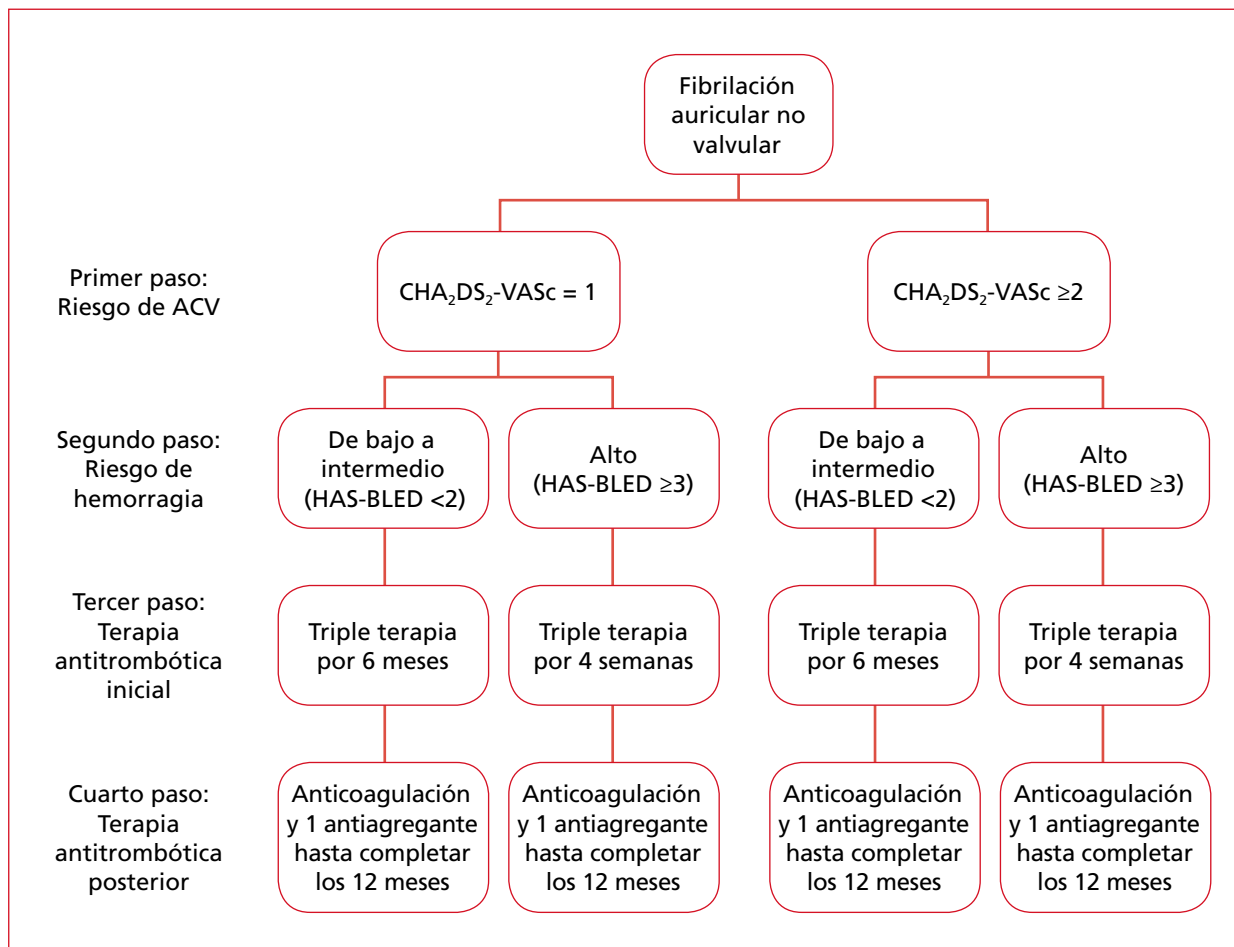 Fibrilación
auricular no
valvular
Primer paso:
Riesgo de ACV
CHA₂DS₂-VASc = 1
CHA₂DS₂-VASc ≥2
Segundo paso:
Riesgo de
hemorragia
De bajo a
intermedio
(HAS-BLED <2)
Alto
(HAS-BLED ≥3)
De bajo a
intermedio
(HAS-BLED <2)
Alto
(HAS-BLED ≥3)
Tercer paso:
Terapia
antitrombótica
inicial
Triple terapia
por 6 meses
Triple terapia
por 4 semanas
Triple terapia
por 6 meses
Triple terapia
por 4 semanas
Cuarto paso:
Terapia
antitrombótica
posterior
Anticoagulación
y 1 antiagregante
hasta completar
los 12 meses
Anticoagulación
y 1 antiagregante
hasta completar
los 12 meses
Anticoagulación
y 1 antiagregante
hasta completar
los 12 meses
Anticoagulación
y 1 antiagregante
hasta completar
los 12 meses